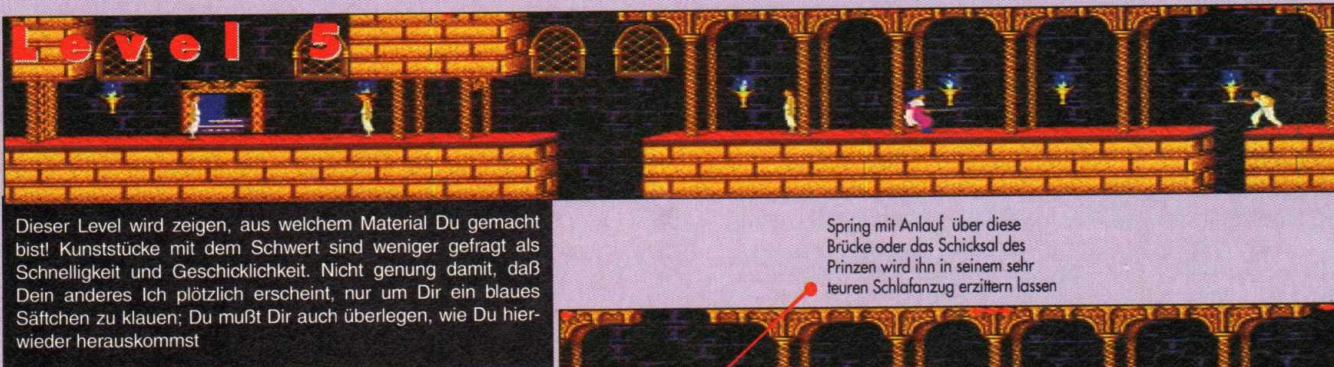 Level 5
Dieser Level wird zeigen, aus welchem Material Du gemacht
bist! Kunststücke mit dem Schwert sind weniger gefragt als
Schnelligkeit und Geschicklichkeit. Nicht genung damit, daß
Dein anderes Ich plötzlich erscheint, nur um Dir ein blaues
Säftchen zu klauen; Du mußt Dir auch überlegen, wie Du hier-
wieder herauskommst
Spring mit Anlauf über diese
Brücke oder das Schicksal des
Prinzen wird ihn in seinem sehr
teuren Schlafanzug erzittern lassen